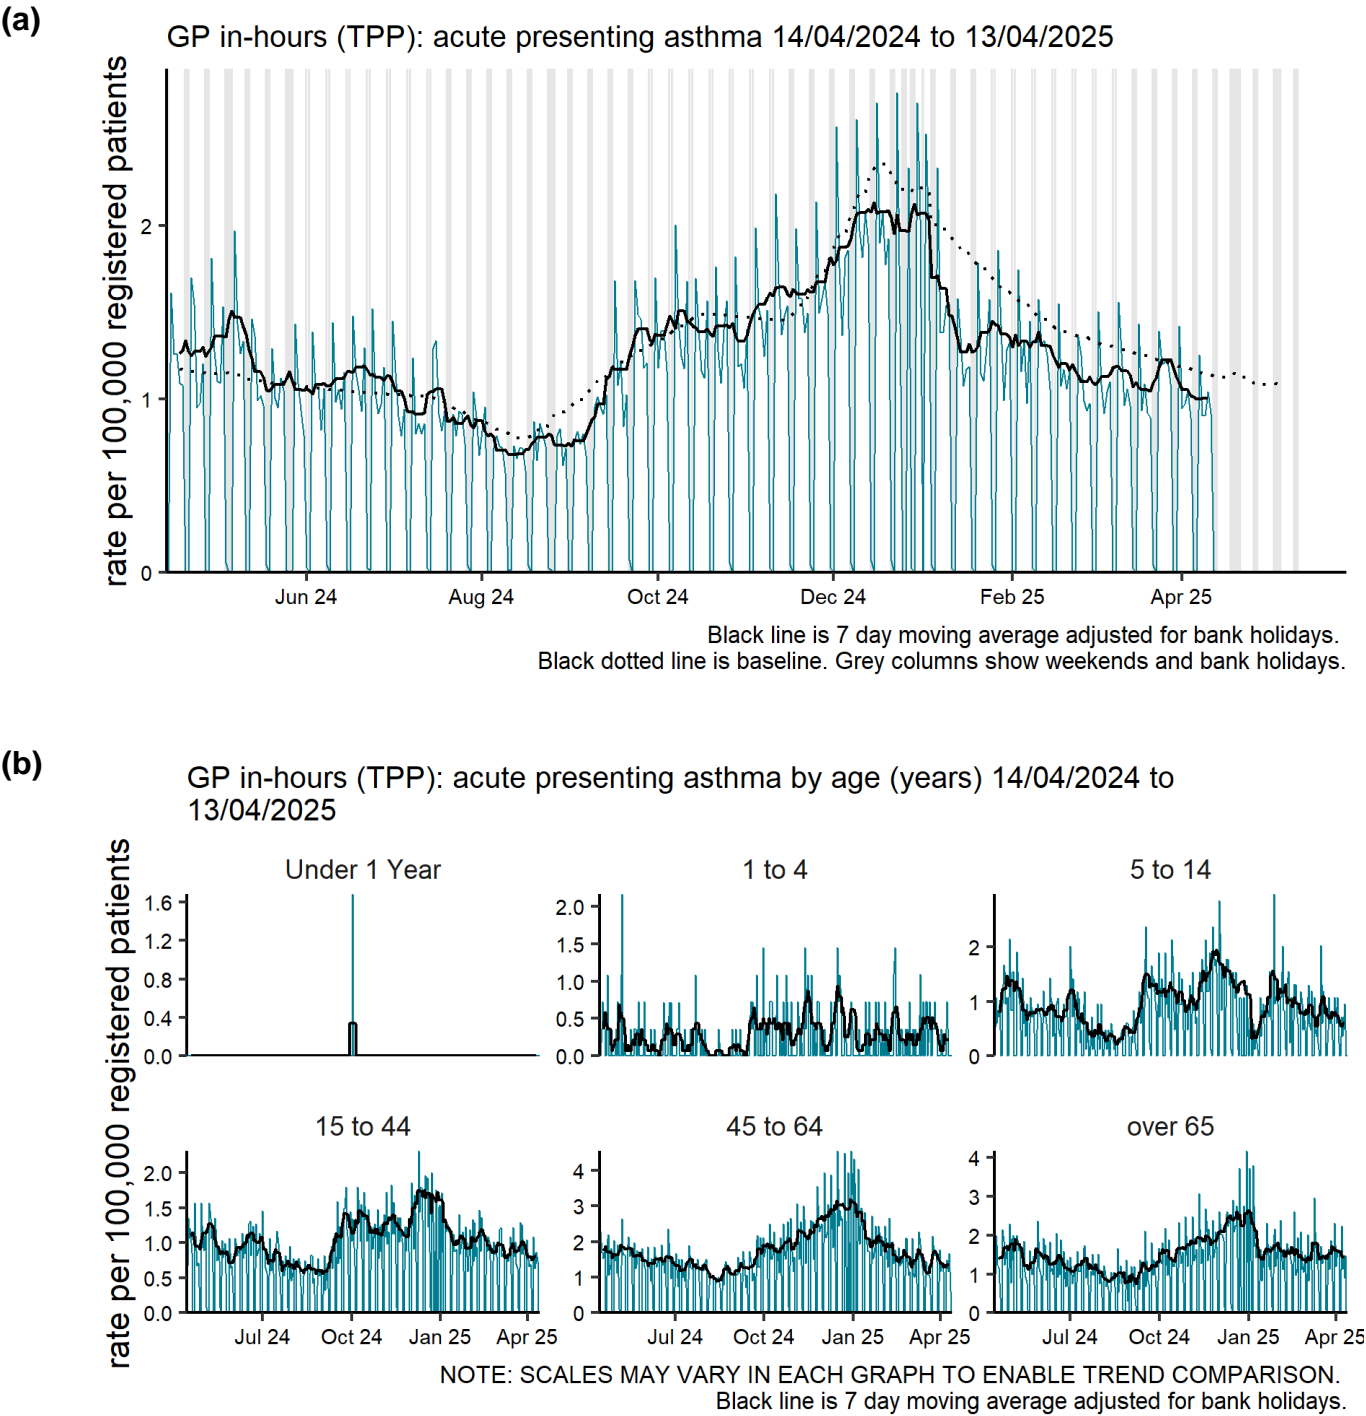 (a)
GP in-hours (TPP): acute presenting asthma 14/04/2024 to 13/04/2025
rate per 100,000 registered patients
2
1
0
Jun 24 Aug 24 Oct 24 Dec 24 Feb 25 Apr 25
Black line is 7 day moving average adjusted for bank holidays.
Black dotted line is baseline. Grey columns show weekends and bank holidays.
(b)
GP in-hours (TPP): acute presenting asthma by age (years) 14/04/2024 to
13/04/2025
rate per 100,000 registered patients
Under 1 Year
1.6
1.2
0.8
0.4
0.0
1 to 4
2.0
1.5
1.0
0.5
0.0
5 to 14
2
1
0
15 to 44
2.0
1.5
1.0
0.5
0.0
Jul 24 Oct 24 Jan 25 Apr 25
45 to 64
4
3
2
1
0
Jul 24 Oct 24 Jan 25 Apr 25
over 65
4
3
2
1
0
Jul 24 Oct 24 Jan 25 Apr 25
NOTE: SCALES MAY VARY IN EACH GRAPH TO ENABLE TREND COMPARISON.
Black line is 7 day moving average adjusted for bank holidays.